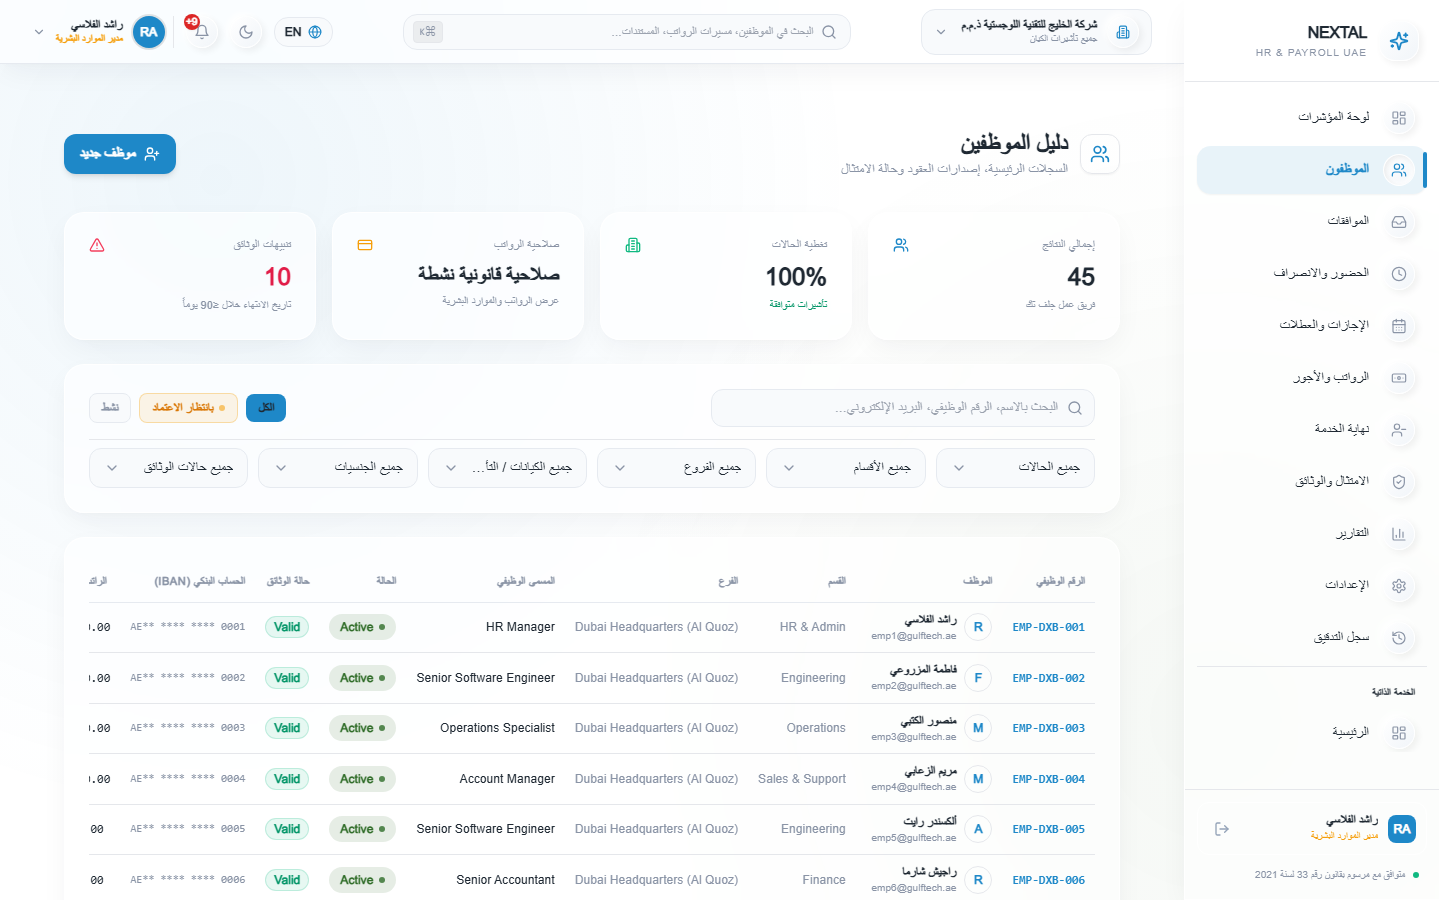 NEXTAL
HR & PAYROLL UAE
لوحة المؤشرات
الموظفون
الموافقات
الحضور والانصراف
الإجازات والعطلات
الرواتب والأجور
نهاية الخدمة
الامتثال والوثائق
التقارير
الإعدادات
سجل التدقيق
الخدمة الذاتية
الرئيسية
RA
راشد الفلاسي
مدير الموارد البشرية
متوافق مع مرسوم بقانون رقم 33 لسنة 2021
شركة الخليج للتقنية اللوجستية ذ.م.م
جميع تأشيرات الكيان
البحث في الموظفين، مسيرات الرواتب، المستندات...
⌘K
EN
9+
RA
راشد الفلاسي
مدير الموارد البشرية
دليل الموظفين
السجلات الرئيسية، إصدارات العقود وحالة الامتثال
موظف جديد
إجمالي النتائج
45
فريق عمل جلف تك
تغطية الحالات
100%
تأشيرات متوافقة
صلاحية الرواتب
صلاحية قانونية نشطة
عرض الرواتب والموارد البشرية
تنبيهات الوثائق
10
تاريخ الانتهاء خلال ≤90 يوماً
البحث بالاسم، الرقم الوظيفي، البريد الإلكتروني...
الكل
بانتظار الاعتماد
نشط
جميع الحالات
جميع الأقسام
جميع الفروع
جميع الكيانات / التأ...
جميع الجنسيات
جميع حالات الوثائق
الرقم الوظيفي الموظف القسم الفرع المسمى الوظيفي الحالة حالة الوثائق الحساب البنكي (IBAN)
EMP-DXB-001 R راشد الفلاسي emp1@gulftech.ae HR & Admin Dubai Headquarters (Al Quoz) HR Manager Active Valid AE** **** **** 0001 .00
EMP-DXB-002 F فاطمة المزروعي emp2@gulftech.ae Engineering Dubai Headquarters (Al Quoz) Senior Software Engineer Active Valid AE** **** **** 0002 .00
EMP-DXB-003 M منصور الكتبي emp3@gulftech.ae Operations Dubai Headquarters (Al Quoz) Operations Specialist Active Valid AE** **** **** 0003 .00
EMP-DXB-004 M مريم الزعابي emp4@gulftech.ae Sales & Support Dubai Headquarters (Al Quoz) Account Manager Active Valid AE** **** **** 0004 .00
EMP-DXB-005 A ألكسندر رايت emp5@gulftech.ae Engineering Dubai Headquarters (Al Quoz) Senior Software Engineer Active Valid AE** **** **** 0005 00
EMP-DXB-006 R راجيش شارما emp6@gulftech.ae Finance Dubai Headquarters (Al Quoz) Senior Accountant Active Valid AE** **** **** 0006 00